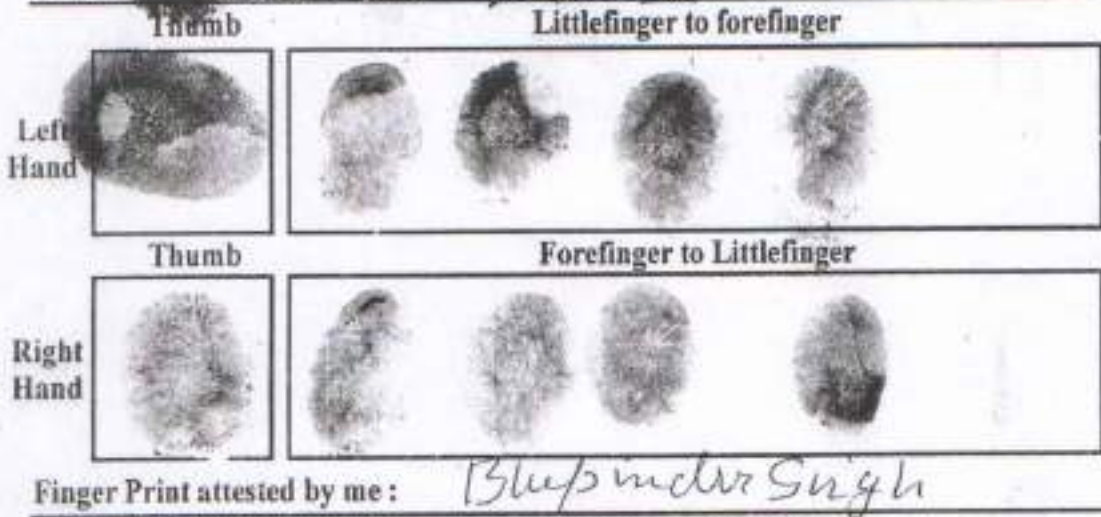 Thumb Littlefinger to forefinger
Left
Hand
Thumb Forefinger to Littlefinger
Right
Hand
Finger Print attested by me : Bhupinder Singh